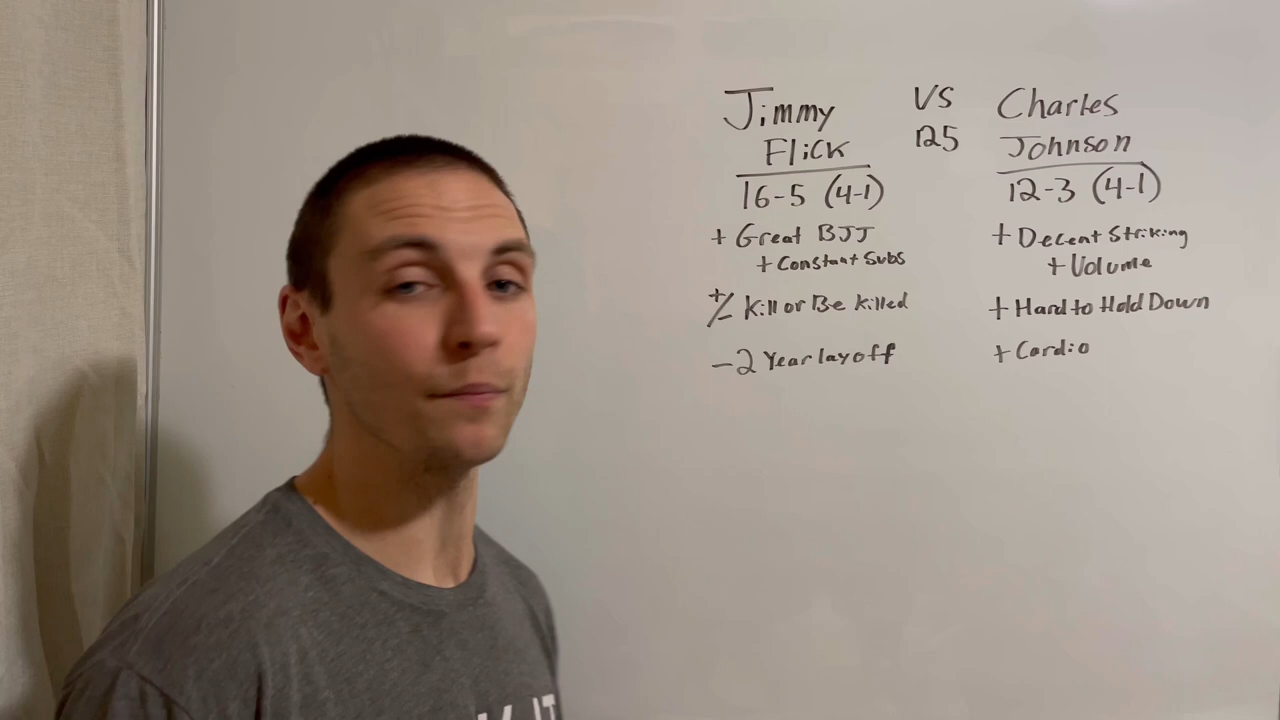 Jimmy
Flick
16-5 (4-1)
+ Great BJJ
+ Constant Subs
+/- Kill or Be Killed
- 2 Year layoff
VS
125
Charles
Johnson
12-3 (4-1)
+ Decent Striking
+ Volume
+ Hard to Hold Down
+ Cardio
IT